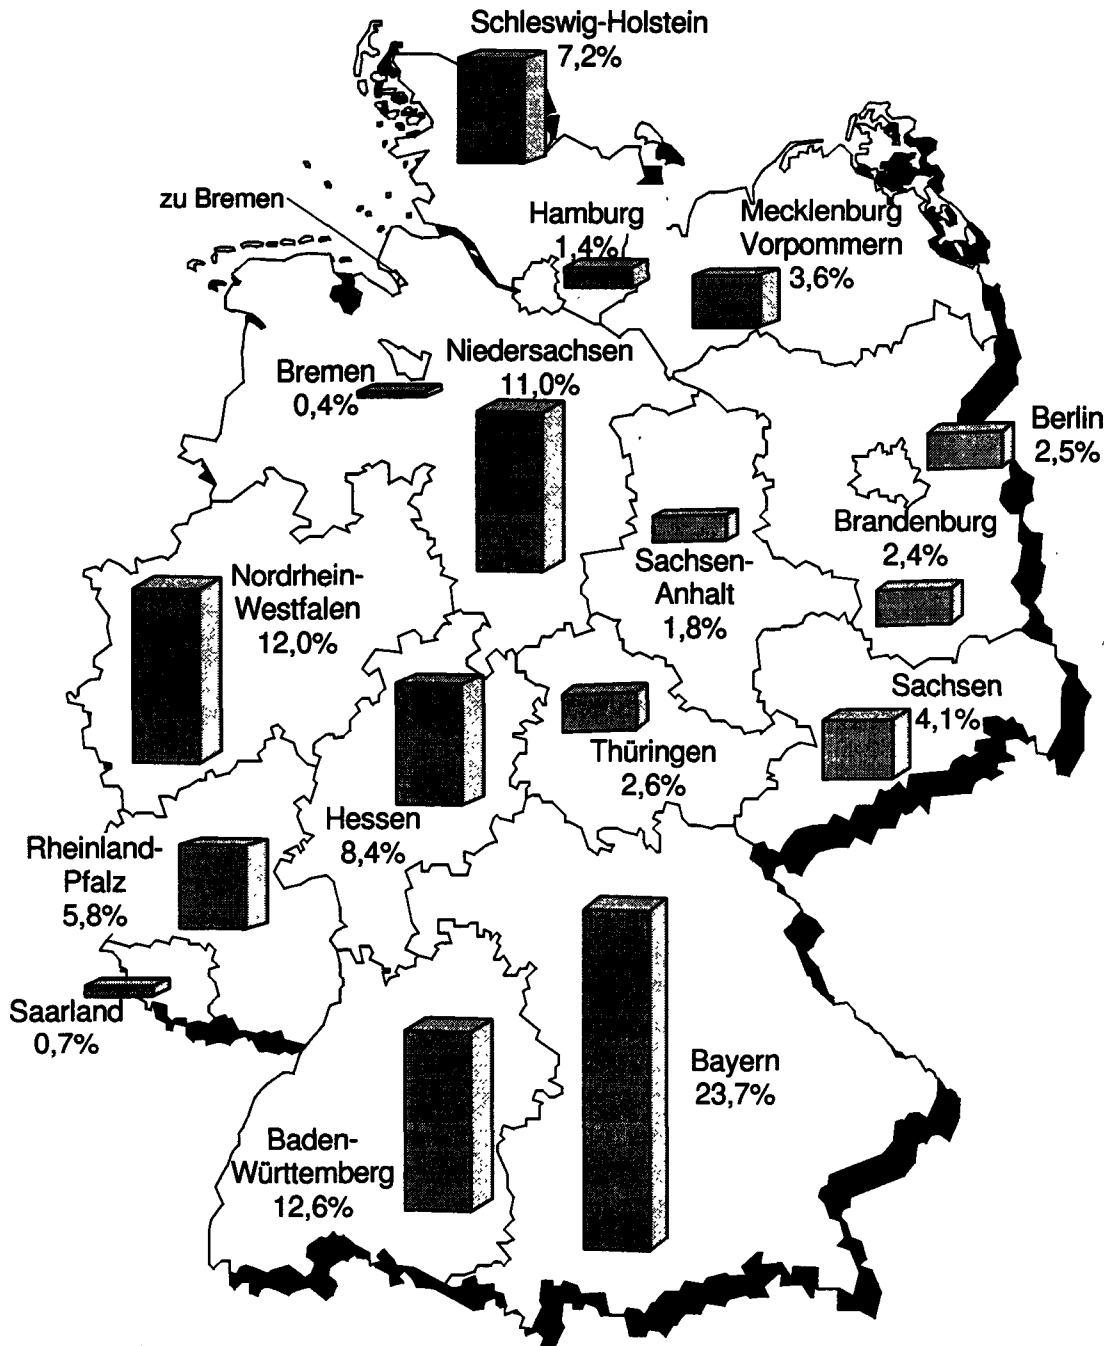 Schleswig-Holstein
7,2%
zu Bremen
Hamburg
1,4%
Mecklenburg
Vorpommern
3,6%
Niedersachsen
11,0%
Bremen
0,4%
Berlin
2,5%
Brandenburg
2,4%
Sachsen-
Anhalt
1,8%
Nordrhein-
Westfalen
12,0%
Sachsen
4,1%
Thüringen
2,6%
Hessen
8,4%
Rheinland-
Pfalz
5,8%
Saarland
0,7%
Bayern
23,7%
Baden-
Württemberg
12,6%